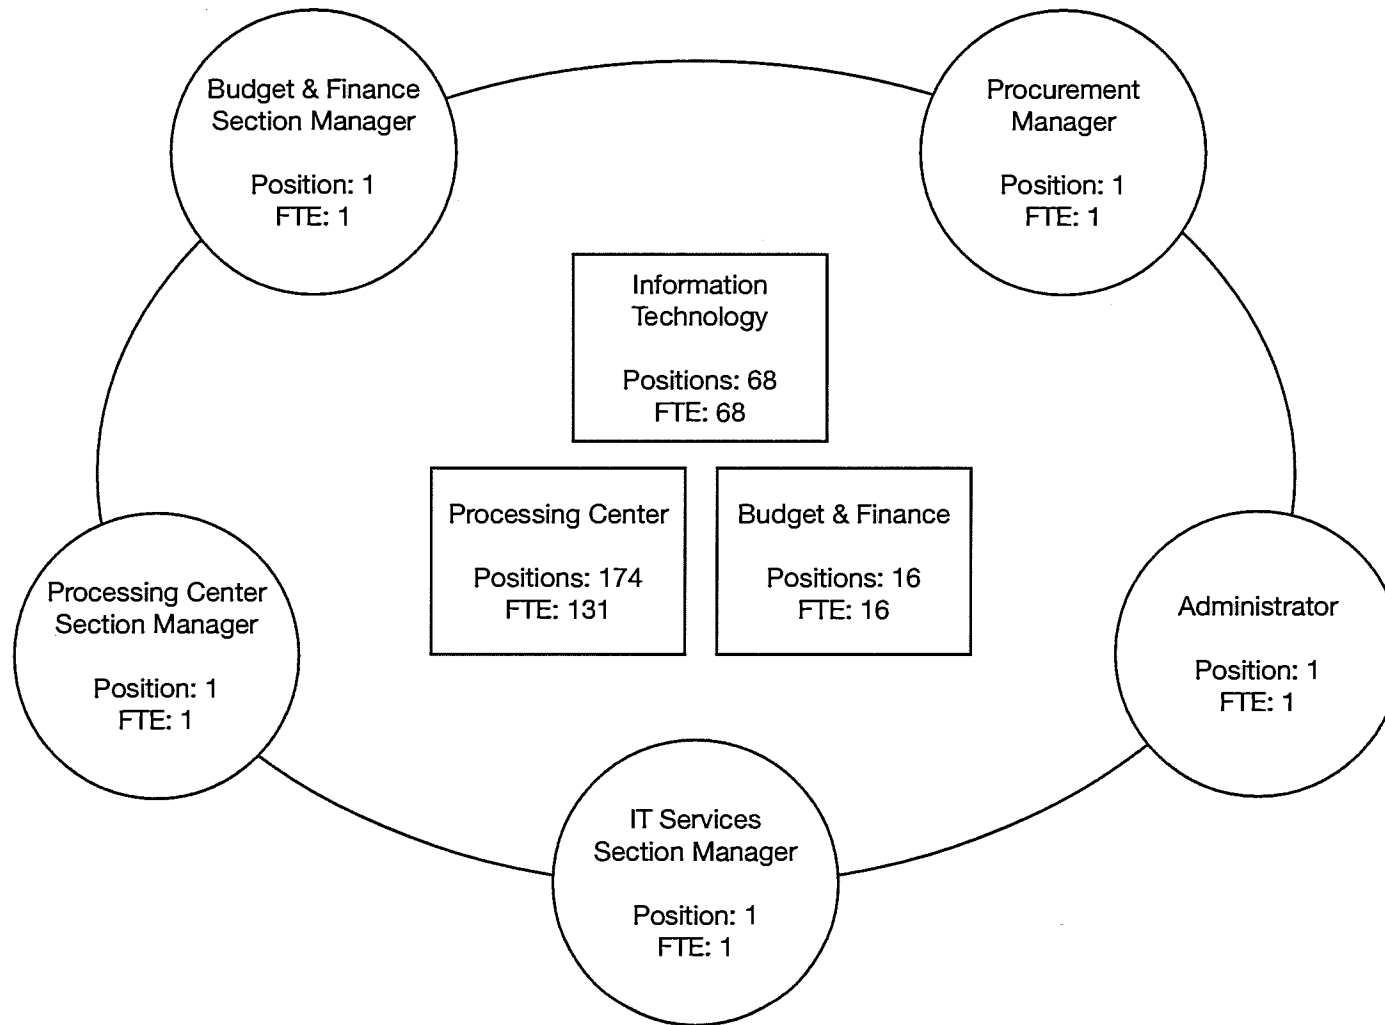 Budget & Finance
Section Manager
Position: 1
FTE: 1
Procurement
Manager
Position: 1
FTE: 1
Information
Technology
Positions: 68
FTE: 68
Processing Center
Positions: 174
FTE: 131
Budget & Finance
Positions: 16
FTE: 16
Processing Center
Section Manager
Position: 1
FTE: 1
Administrator
Position: 1
FTE: 1
IT Services
Section Manager
Position: 1
FTE: 1